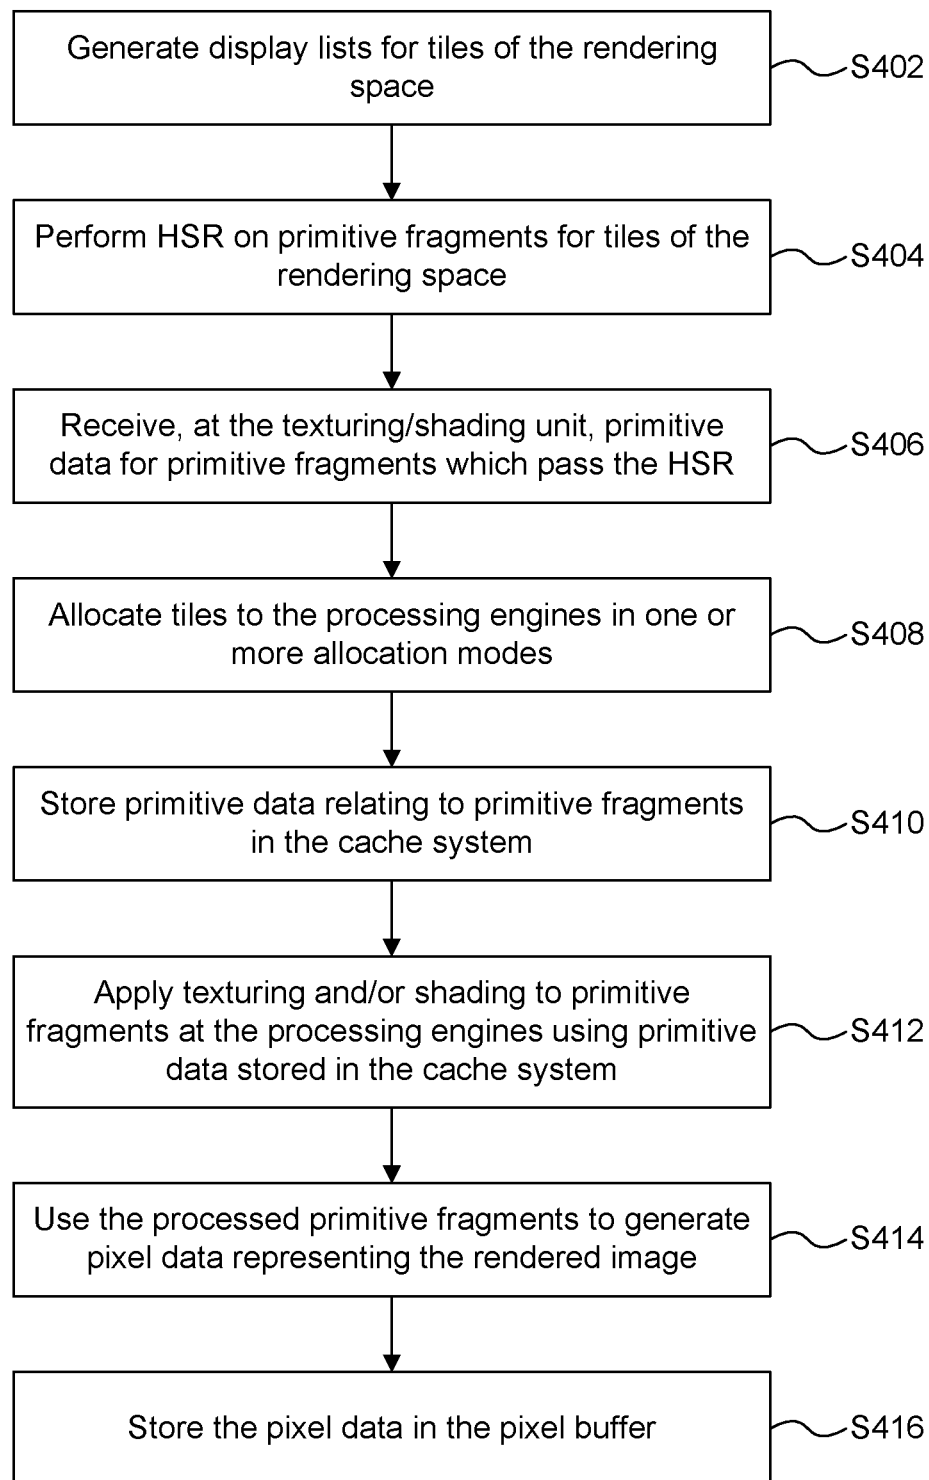 Generate display lists for tiles of the rendering
space
S402
Perform HSR on primitive fragments for tiles of the
rendering space
S404
Receive, at the texturing/shading unit, primitive
data for primitive fragments which pass the HSR
S406
Allocate tiles to the processing engines in one or
more allocation modes
S408
Store primitive data relating to primitive fragments
in the cache system
S410
Apply texturing and/or shading to primitive
fragments at the processing engines using primitive
data stored in the cache system
S412
Use the processed primitive fragments to generate
pixel data representing the rendered image
S414
Store the pixel data in the pixel buffer
S416